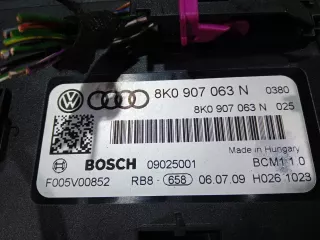 8K0 907 063 N 0380
8K0 907 063 N 025
Made in Hungary
BOSCH 09025001 BCM1 1.0
F005V00852 RB8 - 658 06.07.09 H026 1023